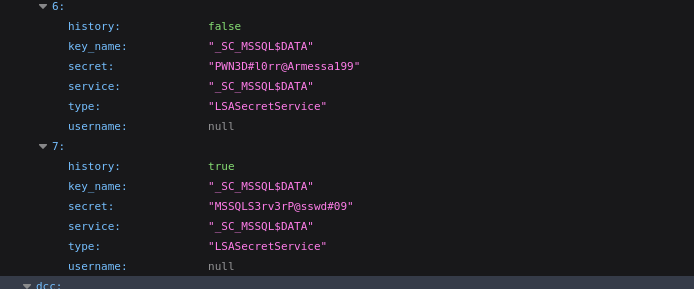 6:
history: false
key_name: "_SC_MSSQL$DATA"
secret: "PWN3D#l0rr@Armessa199"
service: "_SC_MSSQL$DATA"
type: "LSASecretService"
username: null
7:
history: true
key_name: "_SC_MSSQL$DATA"
secret: "MSSQLS3rv3rP@sswd#09"
service: "_SC_MSSQL$DATA"
type: "LSASecretService"
username: null
dcc: